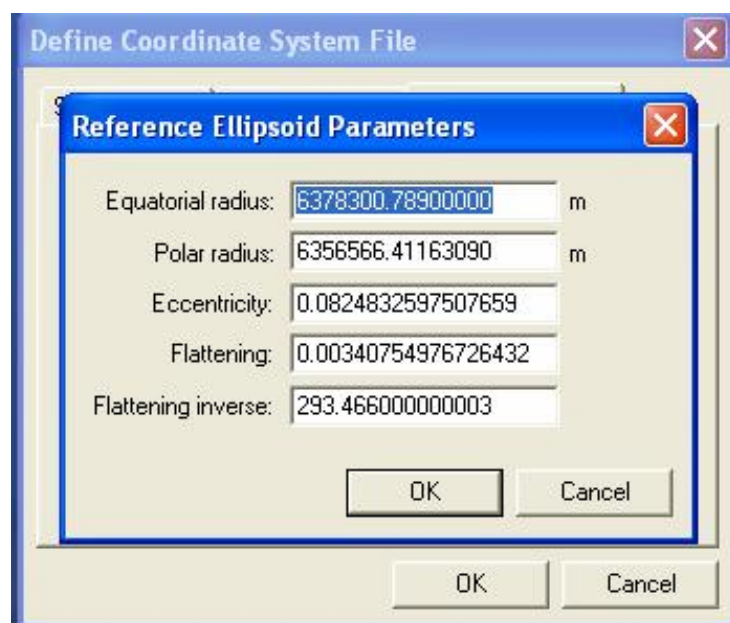 Define Coordinate System File
Reference Ellipsoid Parameters
Equatorial radius: 6378300.78900000 m
Polar radius: 6356566.41163090 m
Eccentricity: 0.0824832597507659
Flattening: 0.00340754976726432
Flattening inverse: 293.466000000003
OK Cancel
OK Cancel